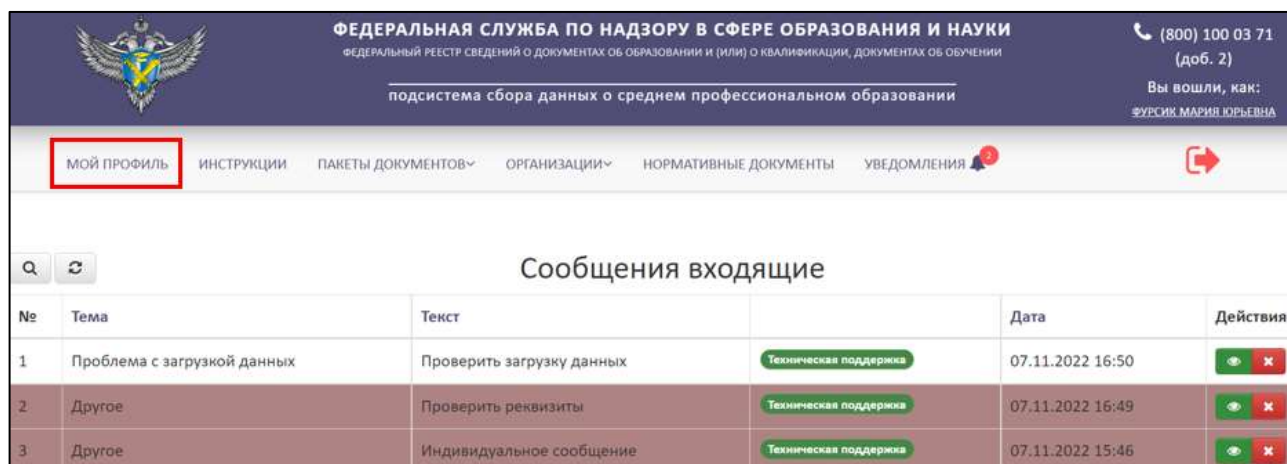 ФЕДЕРАЛЬНАЯ СЛУЖБА ПО НАДЗОРУ В СФЕРЕ ОБРАЗОВАНИЯ И НАУКИ
ФЕДЕРАЛЬНЫЙ РЕЕСТР СВЕДЕНИЙ О ДОКУМЕНТАХ ОБ ОБРАЗОВАНИИ И (ИЛИ) О КВАЛИФИКАЦИИ, ДОКУМЕНТАХ ОБ ОБУЧЕНИИ
подсистема сбора данных о среднем профессиональном образовании
(800) 100 03 71
(доб. 2)
Вы вошли, как:
ФУРСИК МАРИЯ ЮРЬЕВНА
МОЙ ПРОФИЛЬ ИНСТРУКЦИИ ПАКЕТЫ ДОКУМЕНТОВ ОРГАНИЗАЦИИ НОРМАТИВНЫЕ ДОКУМЕНТЫ УВЕДОМЛЕНИЯ 2
Сообщения входящие
№ Тема Текст Дата Действия
1 Проблема с загрузкой данных Проверить загрузку данных Техническая поддержка 07.11.2022 16:50
2 Другое Проверить реквизиты Техническая поддержка 07.11.2022 16:49
3 Другое Индивидуальное сообщение Техническая поддержка 07.11.2022 15:46